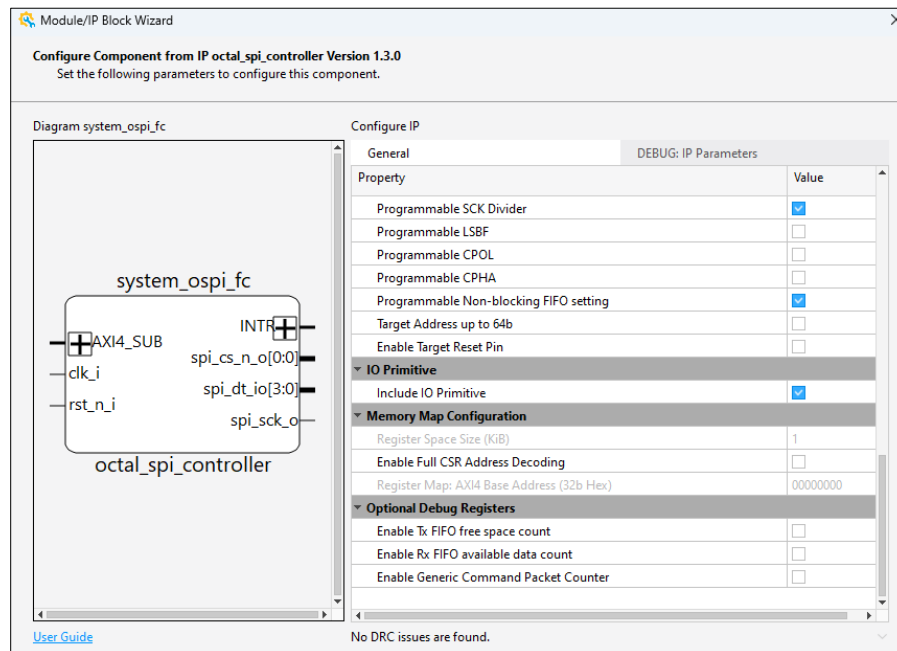 Module/IP Block Wizard
Configure Component from IP octal_spi_controller Version 1.3.0
Set the following parameters to configure this component.
Diagram system_ospi_fc
Configure IP
General
DEBUG: IP Parameters
Property
Value
Programmable SCK Divider
Programmable LSBF
Programmable CPOL
Programmable CPHA
Programmable Non-blocking FIFO setting
Target Address up to 64b
Enable Target Reset Pin
IO Primitive
Include IO Primitive
Memory Map Configuration
Register Space Size (KiB) 1
Enable Full CSR Address Decoding
Register Map: AXI4 Base Address (32b Hex) 00000000
Optional Debug Registers
Enable Tx FIFO free space count
Enable Rx FIFO available data count
Enable Generic Command Packet Counter
system_ospi_fc
AXI4_SUB
clk_i
rst_n_i
INTR
spi_cs_n_o[0:0]
spi_dt_io[3:0]
spi_sck_o
octal_spi_controller
User Guide
No DRC issues are found.